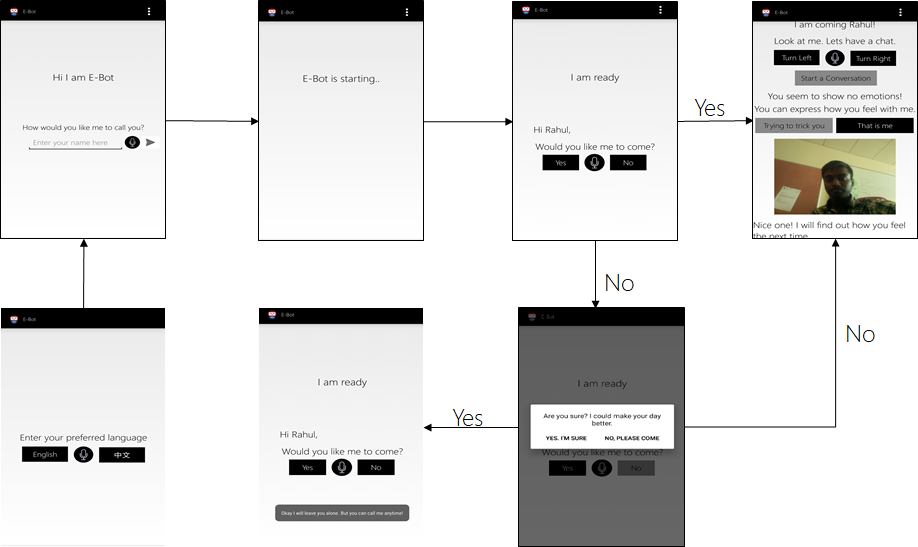 E-Bot
Hi I am E-Bot
How would you like me to call you?
Enter your name here
E-Bot
E-Bot is starting..
E-Bot
I am ready
Hi Rahul,
Would you like me to come?
Yes
No
Yes
E-Bot
I am coming Rahul!
Look at me. Lets have a chat.
Turn Left
Turn Right
Start a Conversation
You seem to show no emotions!
You can express how you feel with me.
Trying to trick you
That is me
Nice one! I will find out how you feel
the next time.
No
E-Bot
Enter your preferred language
English
中文
E-Bot
I am ready
Hi Rahul,
Would you like me to come?
Yes
No
Okay I will leave you alone. But you can call me anytime!
Yes
E-Bot
I am ready
Are you sure? I could make your day
better.
YES. I'M SURE
NO, PLEASE COME
Would you like me to come?
Yes
No
No